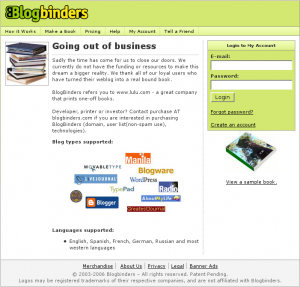 Blogbinders
How it Works Make a Book Pricing Help My Account Tell a Friend
Going out of business
Sadly the time has come for us to close our doors. We
currently do not have the funding or resources to make this
dream a bigger reality. We thank all of our loyal users who
have turned their weblog into a real bound book.
Blogbinders refers you to www.lulu.com - a great company
that prints one-off books.
Developer, printer or investor? Contact purchase AT
blogbinders.com if you are interested in purchasing
BlogBinders (domain, user list(non-spam use),
technologies).
Blog types supported:
MOVABLETYPE
Manila
Blogware
LIVEJOURNAL
WordPress
TypePad
Radio
Blogger
AboutMyLife
GreatestJournal
Languages supported:
English, Spanish, French, German, Russian and most
western languages
Login to My Account
E-mail:
Password:
Login
Forgot password?
Create an account
View a sample book.
Merchandise | About Us | Privacy | Legal | Banner Ads
© 2003-2006 Blogbinders - All rights reserved. Patent Pending.
Logos may be registered trademarks of their respective companies, and are not affiliated with Blogbinders.